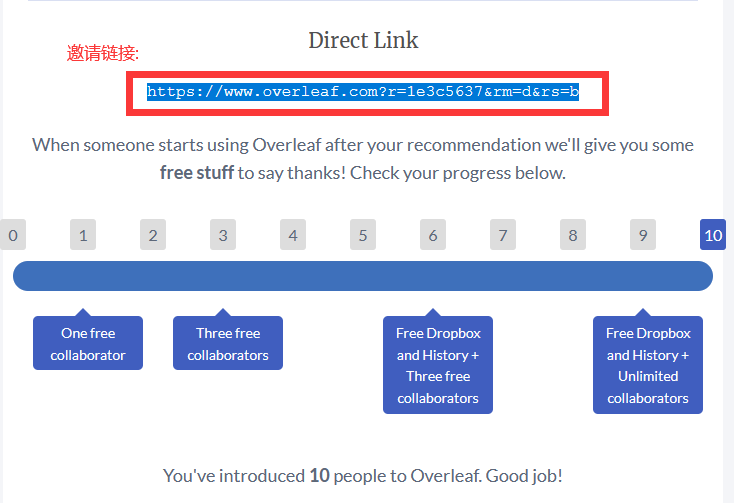 Direct Link
邀请链接:
https://www.overleaf.com?r=1e3c5637&rm=d&rs=b
When someone starts using Overleaf after your recommendation we'll give you some
free stuff to say thanks! Check your progress below.
0 1 2 3 4 5 6 7 8 9 10
One free
collaborator
Three free
collaborators
Free Dropbox
and History +
Three free
collaborators
Free Dropbox
and History +
Unlimited
collaborators
You've introduced 10 people to Overleaf. Good job!